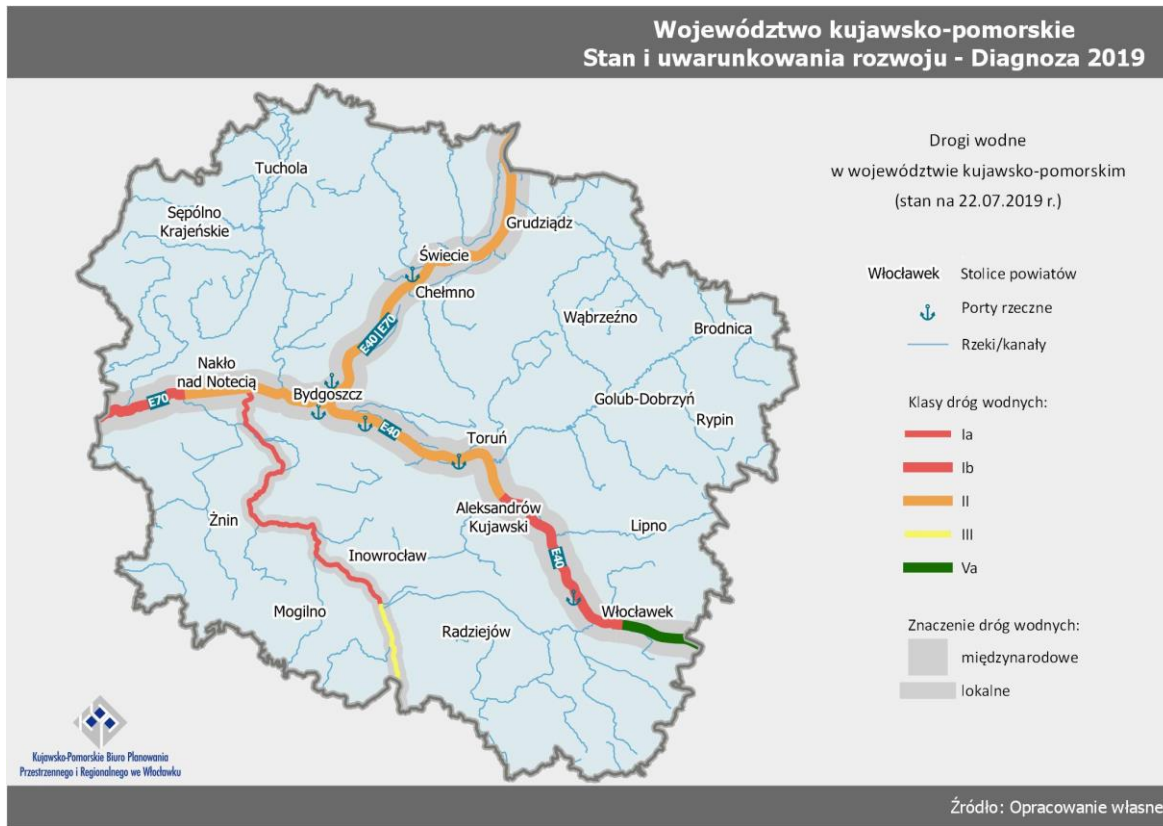 Województwo kujawsko-pomorskie
Stan i uwarunkowania rozwoju - Diagnoza 2019
Drogi wodne
w województwie kujawsko-pomorskim
(stan na 22.07.2019 r.)
Włocławek Stolice powiatów
Porty rzeczne
Rzeki/kanały
Klasy dróg wodnych:
Ia
Ib
II
III
Va
Znaczenie dróg wodnych:
międzynarodowe
lokalne
Tuchola
Sępólno
Krajeńskie
Grudziądz
Świecie
Chełmno
Wąbrzeźno
Brodnica
E40|E70
Nakło
nad Notecią
Bydgoszcz
E70
E40
Golub-Dobrzyń
Rypin
Toruń
Aleksandrów
Kujawski
Żnin
Lipno
Inowrocław
E40
Mogilno
Włocławek
Radziejów
Kujawsko-Pomorskie Biuro Planowania
Przestrzennego i Regionalnego we Włocławku
Źródło: Opracowanie własne